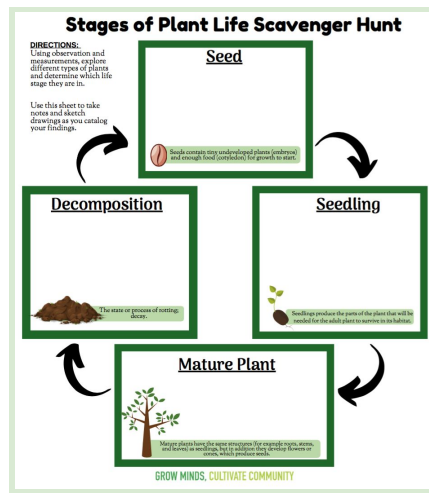 Stages of Plant Life Scavenger Hunt
DIRECTIONS:
Using observation and
measurements, explore
different types of plants
and determine which life
stage they are in.
Use this sheet to take
notes and sketch
drawings as you catalog
your findings.
Seed
Seeds contain tiny undeveloped plants (embryos)
and enough food (cotyledon) for growth to start.
Decomposition
The state or process of rotting;
decay.
Seedling
Seedlings produce the parts of the plant that will be
needed for the adult plant to survive in its habitat.
Mature Plant
Mature plants have the same structures (for example roots, stems,
and leaves) as seedlings, but in addition they develop flowers or
cones, which produce seeds.
GROW MINDS, CULTIVATE COMMUNITY